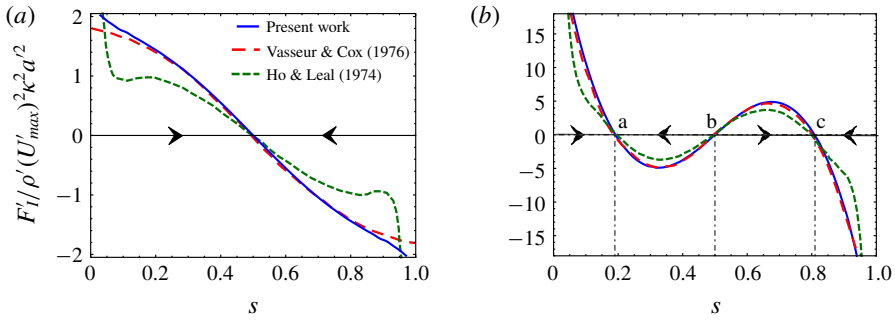 (a)
2
1
0
−1
−2
F′_I/ρ′(U′_max)²κ²a′²
Present work
Vasseur & Cox (1976)
Ho & Leal (1974)
0
0.2
0.4
0.6
0.8
1.0
s
(b)
15
10
5
0
−5
−10
−15
a
b
c
0
0.2
0.4
0.6
0.8
1.0
s